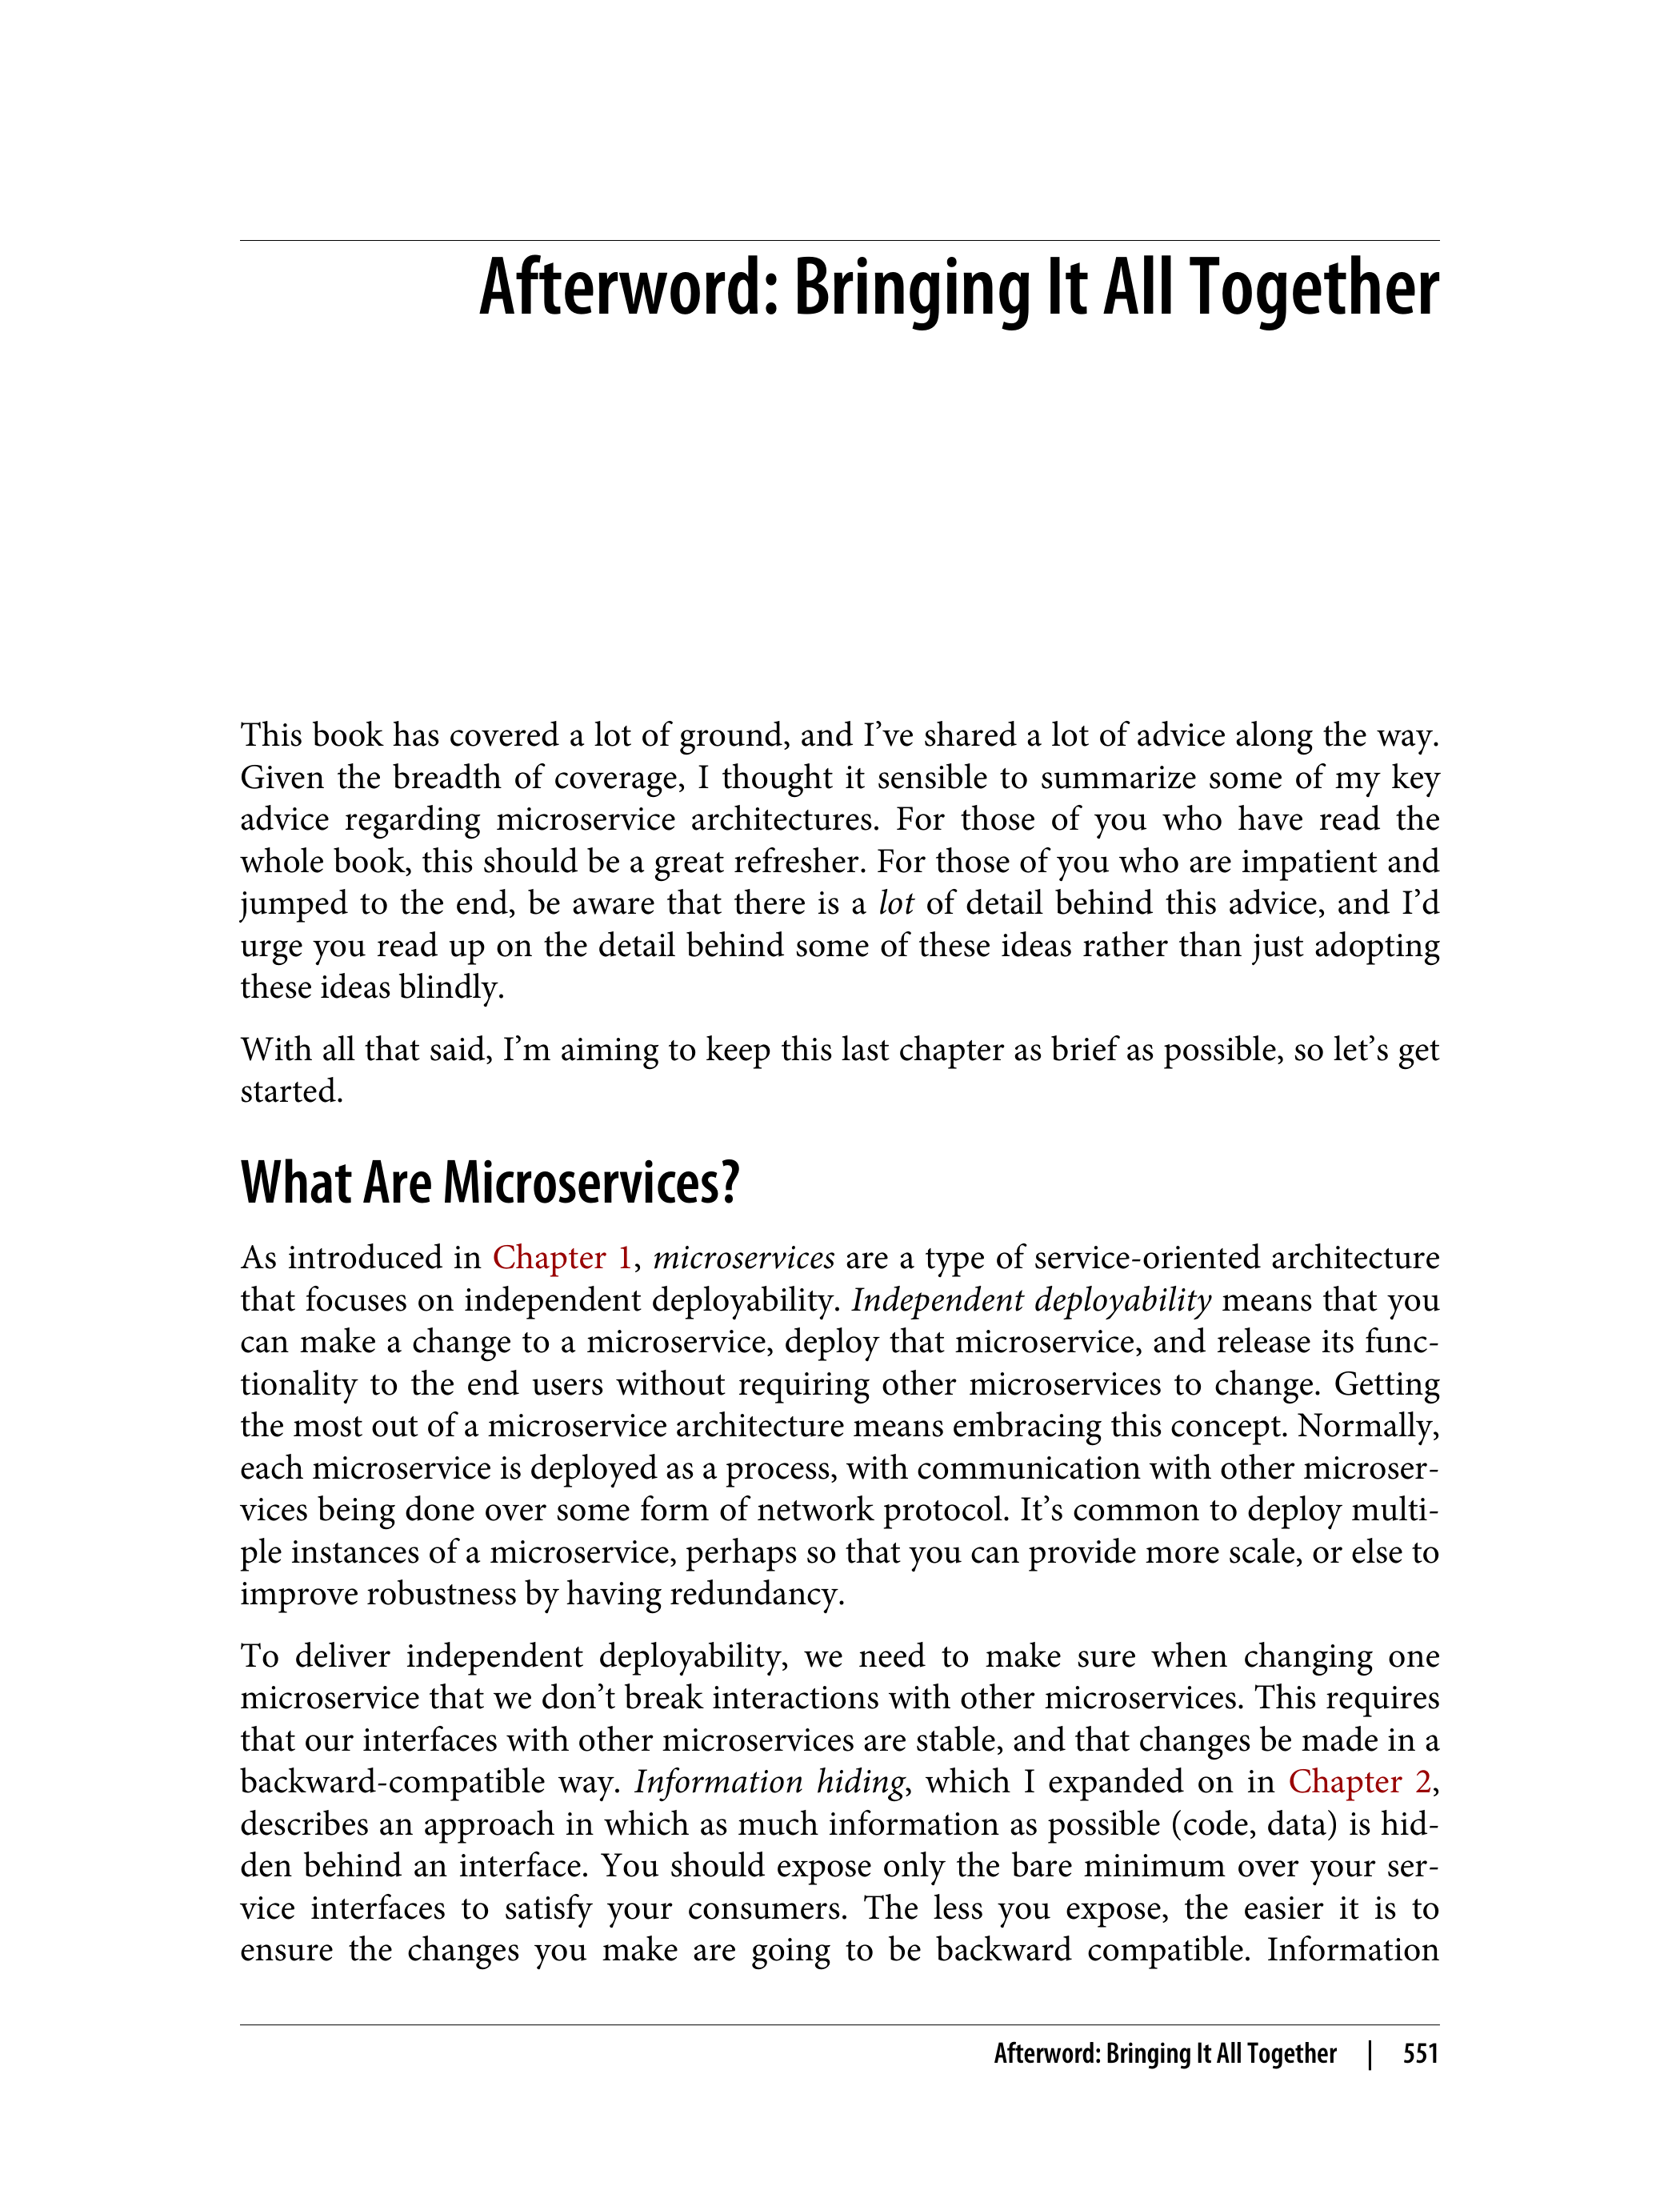 Afterword: Bringing It All Together
This book has covered a lot of ground, and I’ve shared a lot of advice along the way.
Given the breadth of coverage, I thought it sensible to summarize some of my key
advice regarding microservice architectures. For those of you who have read the
whole book, this should be a great refresher. For those of you who are impatient and
jumped to the end, be aware that there is a lot of detail behind this advice, and I’d
urge you read up on the detail behind some of these ideas rather than just adopting
these ideas blindly.
With all that said, I’m aiming to keep this last chapter as brief as possible, so let’s get
started.
What Are Microservices?
As introduced in Chapter 1, microservices are a type of service-oriented architecture
that focuses on independent deployability. Independent deployability means that you
can make a change to a microservice, deploy that microservice, and release its func-
tionality to the end users without requiring other microservices to change. Getting
the most out of a microservice architecture means embracing this concept. Normally,
each microservice is deployed as a process, with communication with other microser-
vices being done over some form of network protocol. It’s common to deploy multi-
ple instances of a microservice, perhaps so that you can provide more scale, or else to
improve robustness by having redundancy.
To deliver independent deployability, we need to make sure when changing one
microservice that we don’t break interactions with other microservices. This requires
that our interfaces with other microservices are stable, and that changes be made in a
backward-compatible way. Information hiding, which I expanded on in Chapter 2,
describes an approach in which as much information as possible (code, data) is hid-
den behind an interface. You should expose only the bare minimum over your ser-
vice interfaces to satisfy your consumers. The less you expose, the easier it is to
ensure the changes you make are going to be backward compatible. Information
Afterword: Bringing It All Together | 551